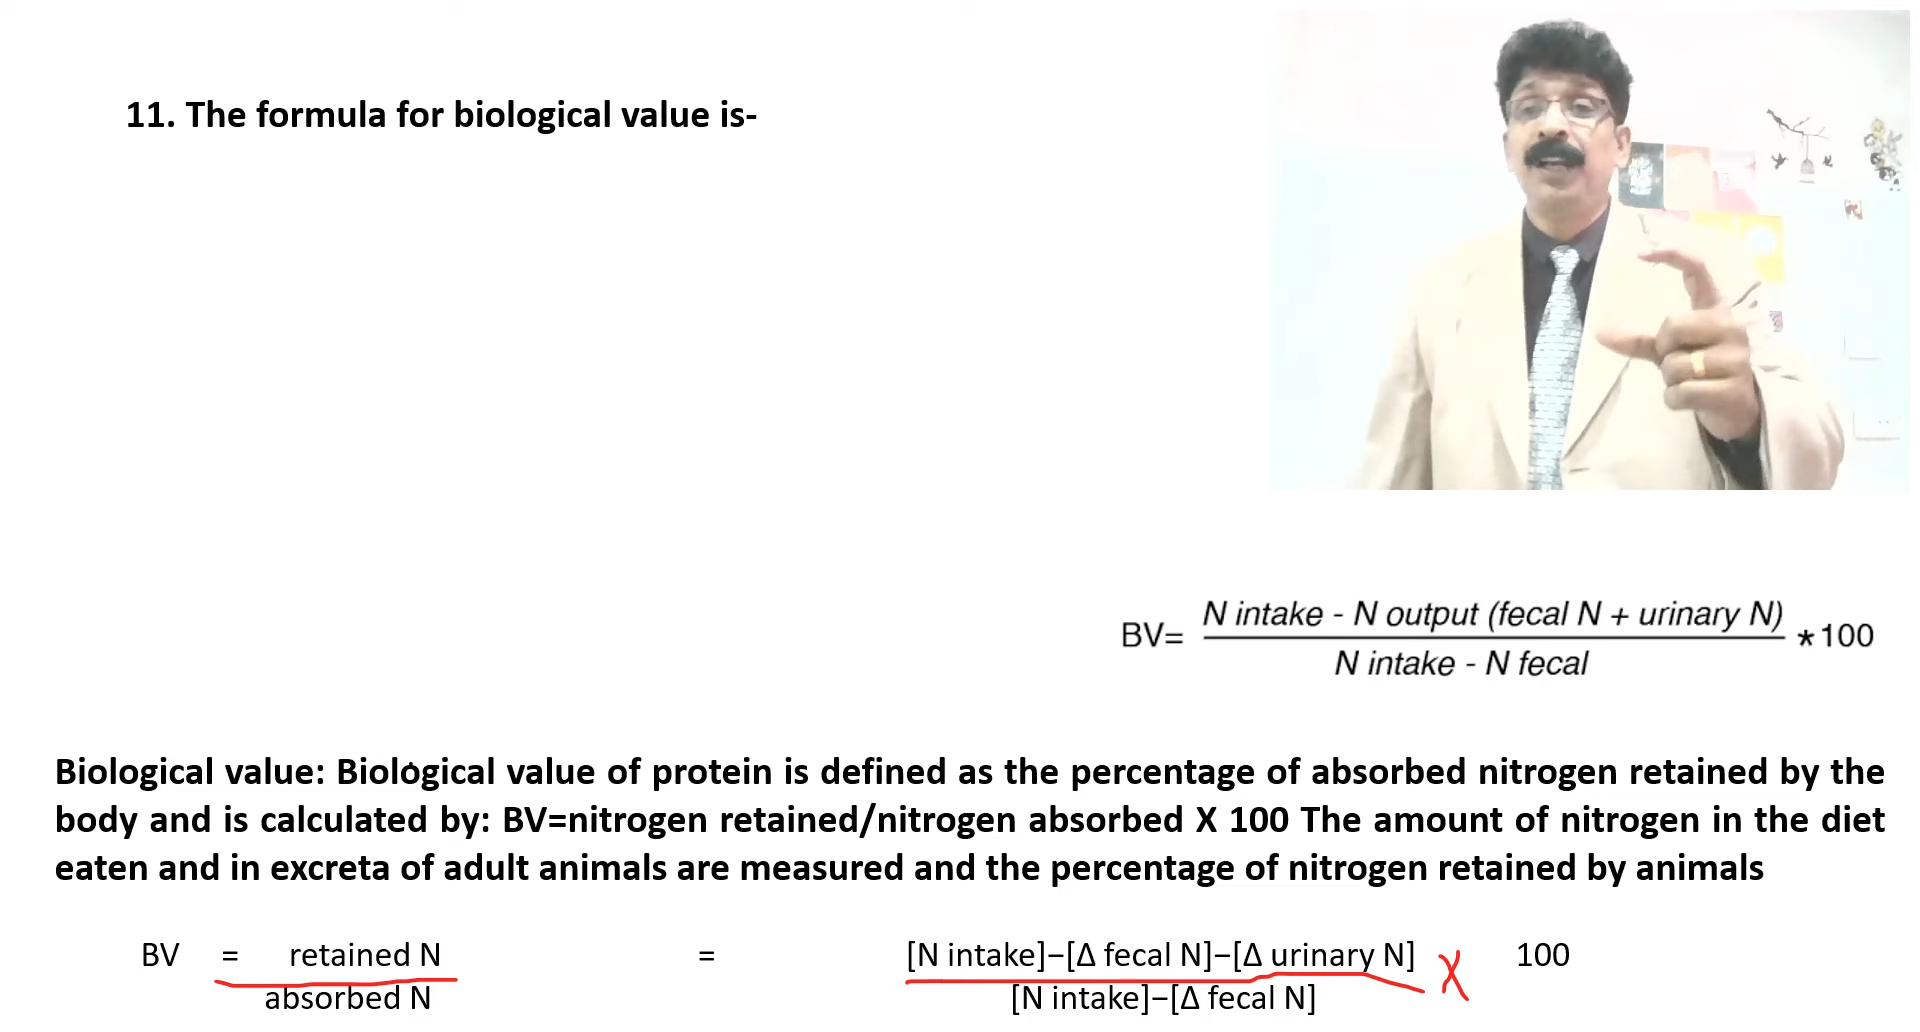 11. The formula for biological value is-
BV= N intake - N output (fecal N + urinary N) *100
N intake - N fecal
Biological value: Biological value of protein is defined as the percentage of absorbed nitrogen retained by the
body and is calculated by: BV=nitrogen retained/nitrogen absorbed X 100 The amount of nitrogen in the diet
eaten and in excreta of adult animals are measured and the percentage of nitrogen retained by animals
BV = retained N = [N intake]−[Δ fecal N]−[Δ urinary N] X 100
absorbed N [N intake]−[Δ fecal N]